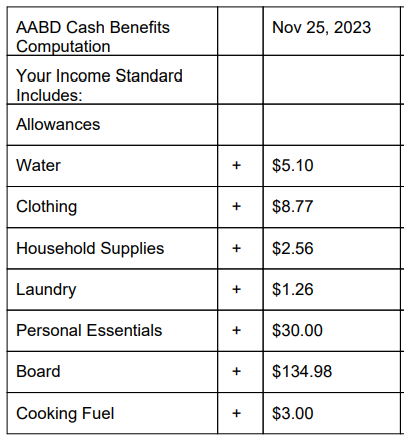 AABD Cash Benefits
Computation
Nov 25, 2023
Your Income Standard
Includes:
Allowances
Water + $5.10
Clothing + $8.77
Household Supplies + $2.56
Laundry + $1.26
Personal Essentials + $30.00
Board + $134.98
Cooking Fuel + $3.00